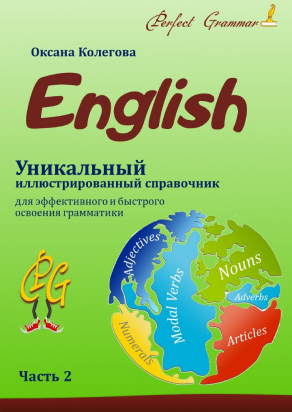 Perfect Grammar
Оксана Колегова
English
Уникальный
иллюстрированный справочник
для эффективного и быстрого
освоения грамматики
PG
Adjectives
Modal Verbs
Nouns
Adverbs
Numerals
Articles
Часть 2